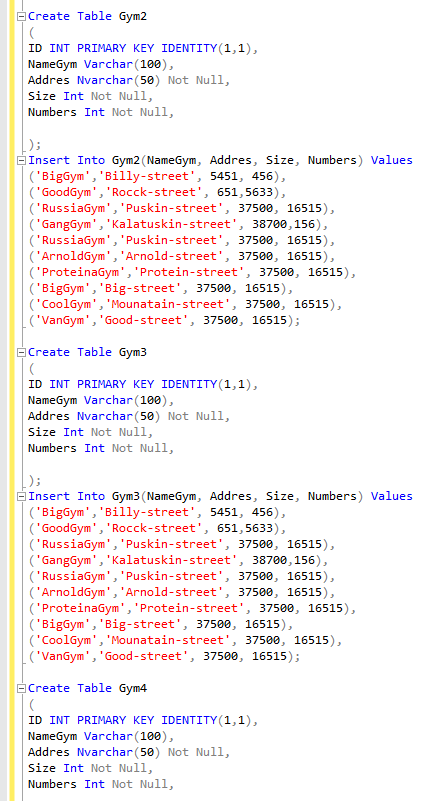 Create Table Gym2
(
ID INT PRIMARY KEY IDENTITY(1,1),
NameGym Varchar(100),
Addres Nvarchar(50) Not Null,
Size Int Not Null,
Numbers Int Not Null,
);
Insert Into Gym2(NameGym, Addres, Size, Numbers) Values
('BigGym','Billy-street', 5451, 456),
('GoodGym','Rocck-street', 651,5633),
('RussiaGym','Puskin-street', 37500, 16515),
('GangGym','Kalatuskin-street', 38700,156),
('RussiaGym','Puskin-street', 37500, 16515),
('ArnoldGym','Arnold-street', 37500, 16515),
('ProteinaGym','Protein-street', 37500, 16515),
('BigGym','Big-street', 37500, 16515),
('CoolGym','Mounatain-street', 37500, 16515),
('VanGym','Good-street', 37500, 16515);
Create Table Gym3
(
ID INT PRIMARY KEY IDENTITY(1,1),
NameGym Varchar(100),
Addres Nvarchar(50) Not Null,
Size Int Not Null,
Numbers Int Not Null,
);
Insert Into Gym3(NameGym, Addres, Size, Numbers) Values
('BigGym','Billy-street', 5451, 456),
('GoodGym','Rocck-street', 651,5633),
('RussiaGym','Puskin-street', 37500, 16515),
('GangGym','Kalatuskin-street', 38700,156),
('RussiaGym','Puskin-street', 37500, 16515),
('ArnoldGym','Arnold-street', 37500, 16515),
('ProteinaGym','Protein-street', 37500, 16515),
('BigGym','Big-street', 37500, 16515),
('CoolGym','Mounatain-street', 37500, 16515),
('VanGym','Good-street', 37500, 16515);
Create Table Gym4
(
ID INT PRIMARY KEY IDENTITY(1,1),
NameGym Varchar(100),
Addres Nvarchar(50) Not Null,
Size Int Not Null,
Numbers Int Not Null,